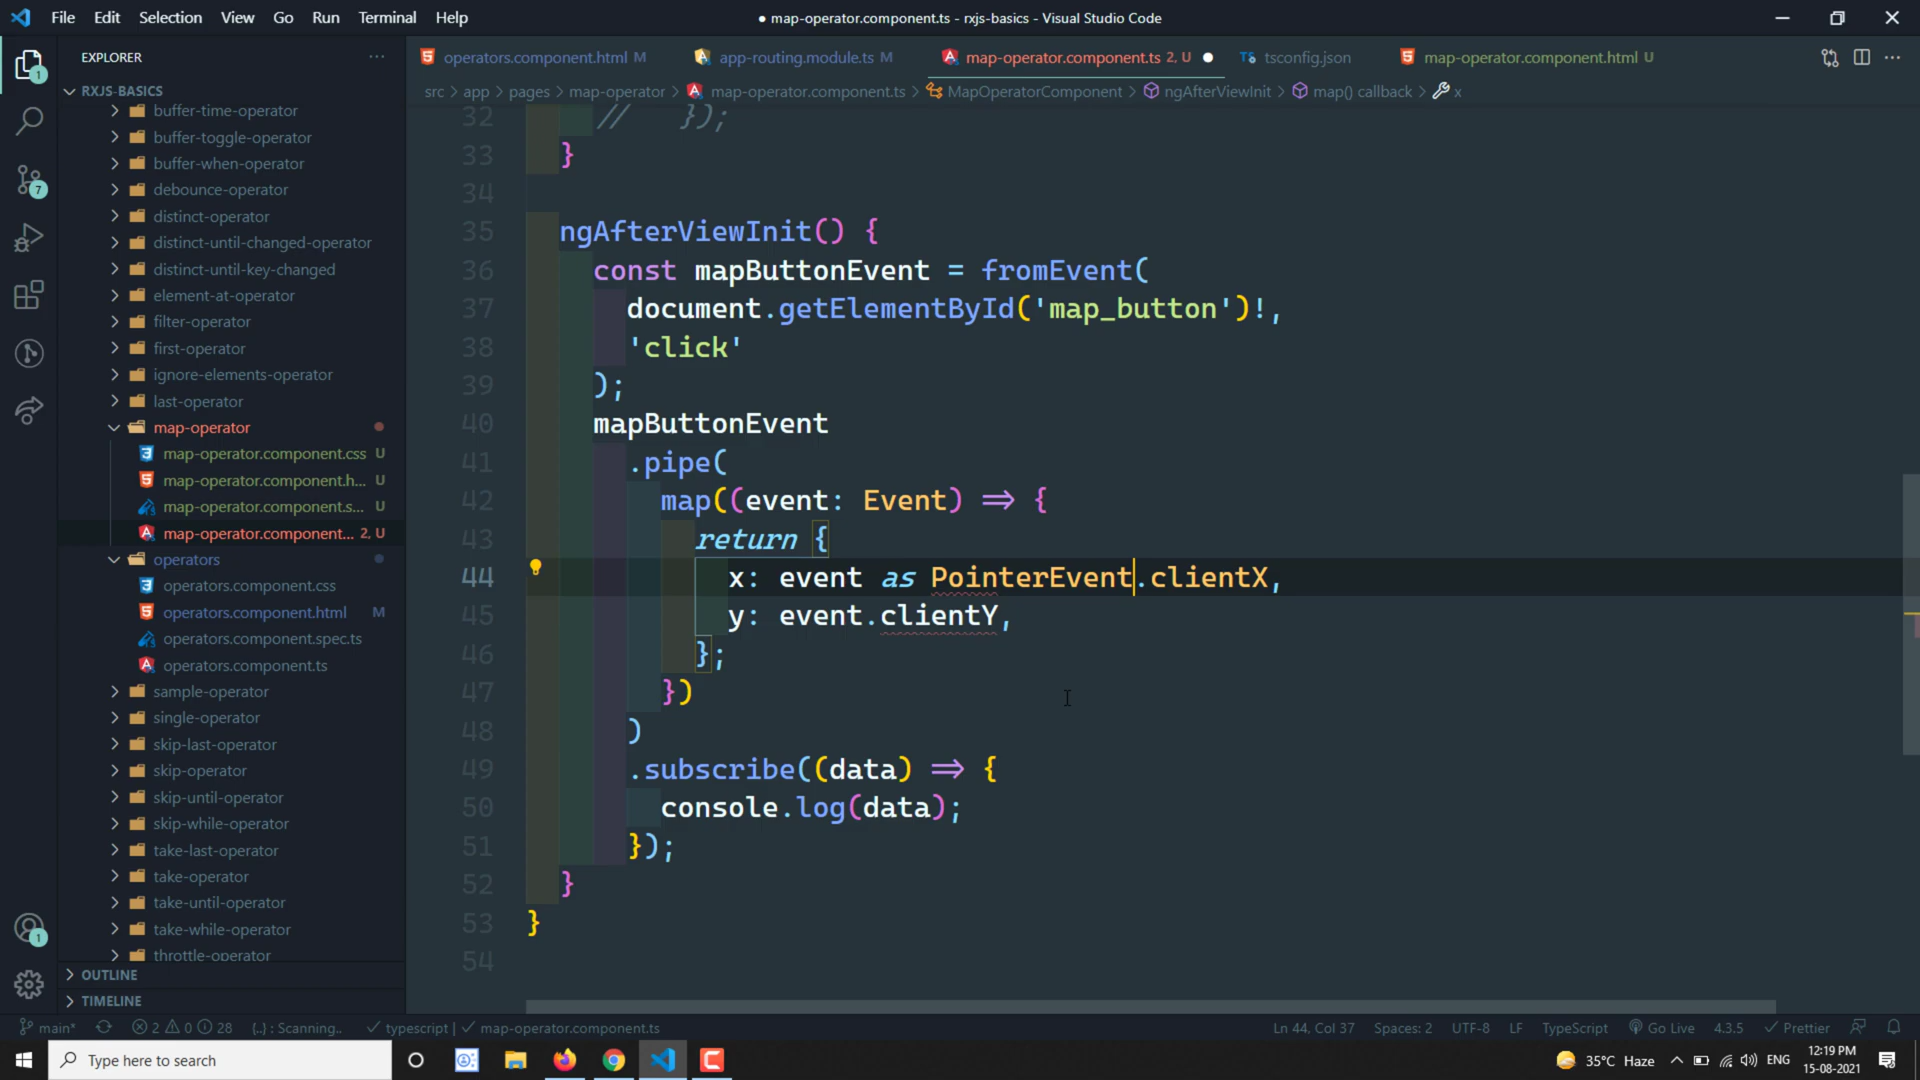 File Edit Selection View Go Run Terminal Help
● map-operator.component.ts - rxjs-basics - Visual Studio Code
EXPLORER
operators.component.html M
app-routing.module.ts M
map-operator.component.ts 2, U
tsconfig.json
map-operator.component.html U
src > app > pages > map-operator > map-operator.component.ts > MapOperatorComponent > ngAfterViewInit > map() callback > x
1
7
RXJS-BASICS
buffer-time-operator
buffer-toggle-operator
buffer-when-operator
debounce-operator
distinct-operator
distinct-until-changed-operator
distinct-until-key-changed
element-at-operator
filter-operator
first-operator
ignore-elements-operator
last-operator
map-operator
map-operator.component.css U
map-operator.component.h... U
map-operator.component.s... U
map-operator.component... 2, U
operators
operators.component.css
operators.component.html M
operators.component.spec.ts
operators.component.ts
sample-operator
single-operator
skip-last-operator
skip-operator
skip-until-operator
skip-while-operator
take-last-operator
take-operator
take-until-operator
take-while-operator
throttle-operator
OUTLINE
TIMELINE
1
32 // });
33 }
34
35 ngAfterViewInit() {
36 const mapButtonEvent = fromEvent(
37 document.getElementById('map_button')!,
38 'click'
39 );
40 mapButtonEvent
41 .pipe(
42 map((event: Event) => {
43 return {
44 x: event as PointerEvent.clientX,
45 y: event.clientY,
46 };
47 })
48 )
49 .subscribe((data) => {
50 console.log(data);
51 });
52 }
53 }
54
main* 2 0 28 {..} : Scanning.. ✓ typescript | ✓ map-operator.component.ts
Ln 44, Col 37 Spaces: 2 UTF-8 LF TypeScript Go Live 4.3.5 ✓ Prettier
Type here to search
35°C Haze
ENG
12:19 PM
15-08-2021